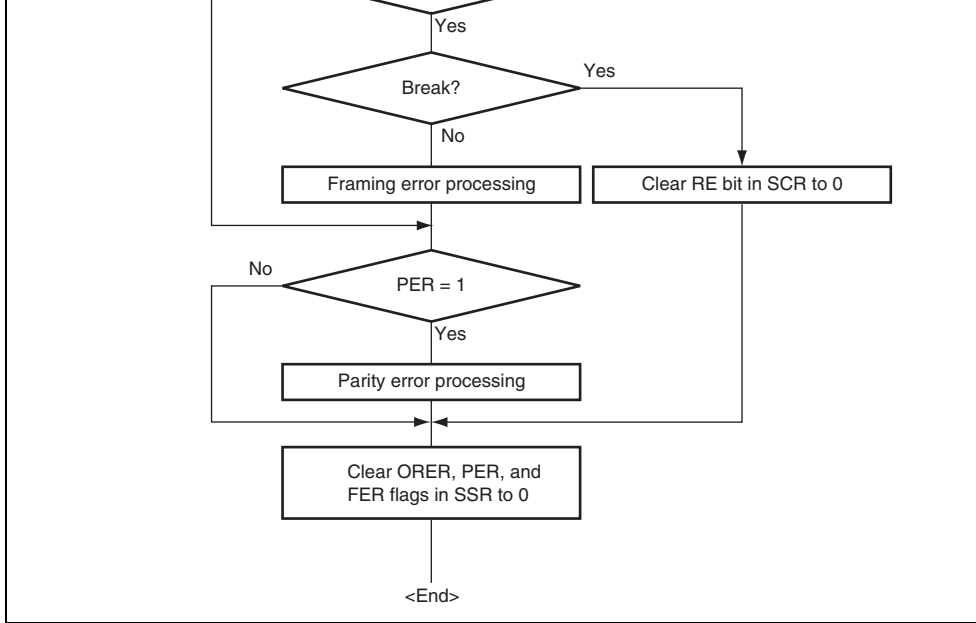 Yes
Break?
Yes
No
Framing error processing
Clear RE bit in SCR to 0
No
PER = 1
Yes
Parity error processing
Clear ORER, PER, and
FER flags in SSR to 0
<End>